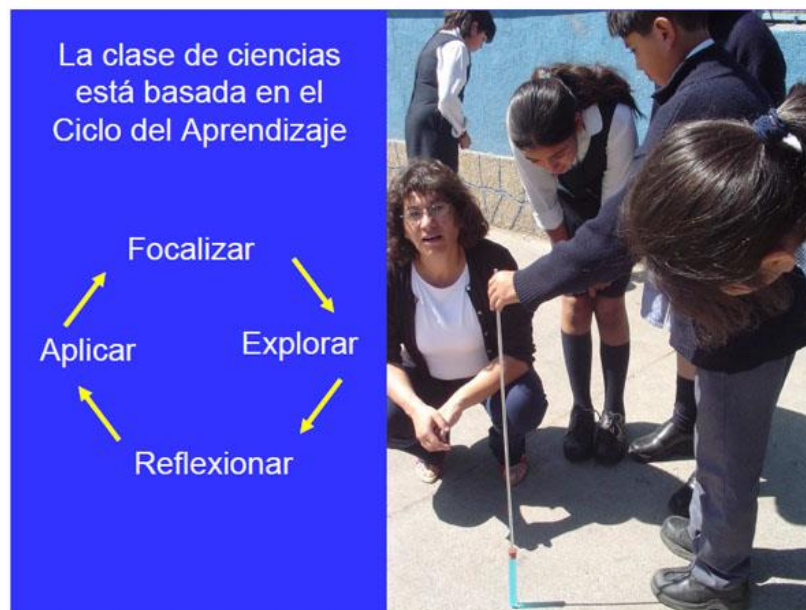 La clase de ciencias
está basada en el
Ciclo del Aprendizaje
Focalizar
Aplicar
Explorar
Reflexionar